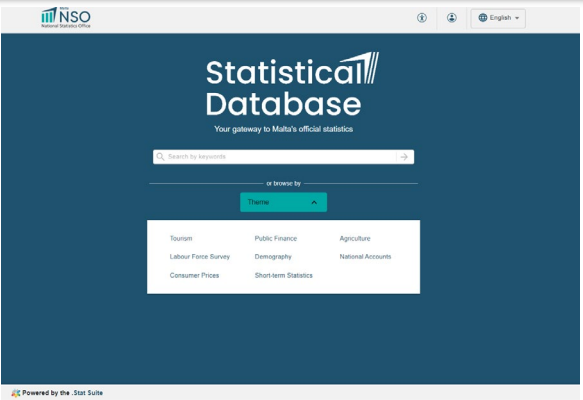 Malta
NSO
National Statistics Office
English
Statistical
Database
Your gateway to Malta's official statistics
Search by keywords
or browse by
Theme
Tourism Public Finance Agriculture
Labour Force Survey Demography National Accounts
Consumer Prices Short-term Statistics
Powered by the .Stat Suite